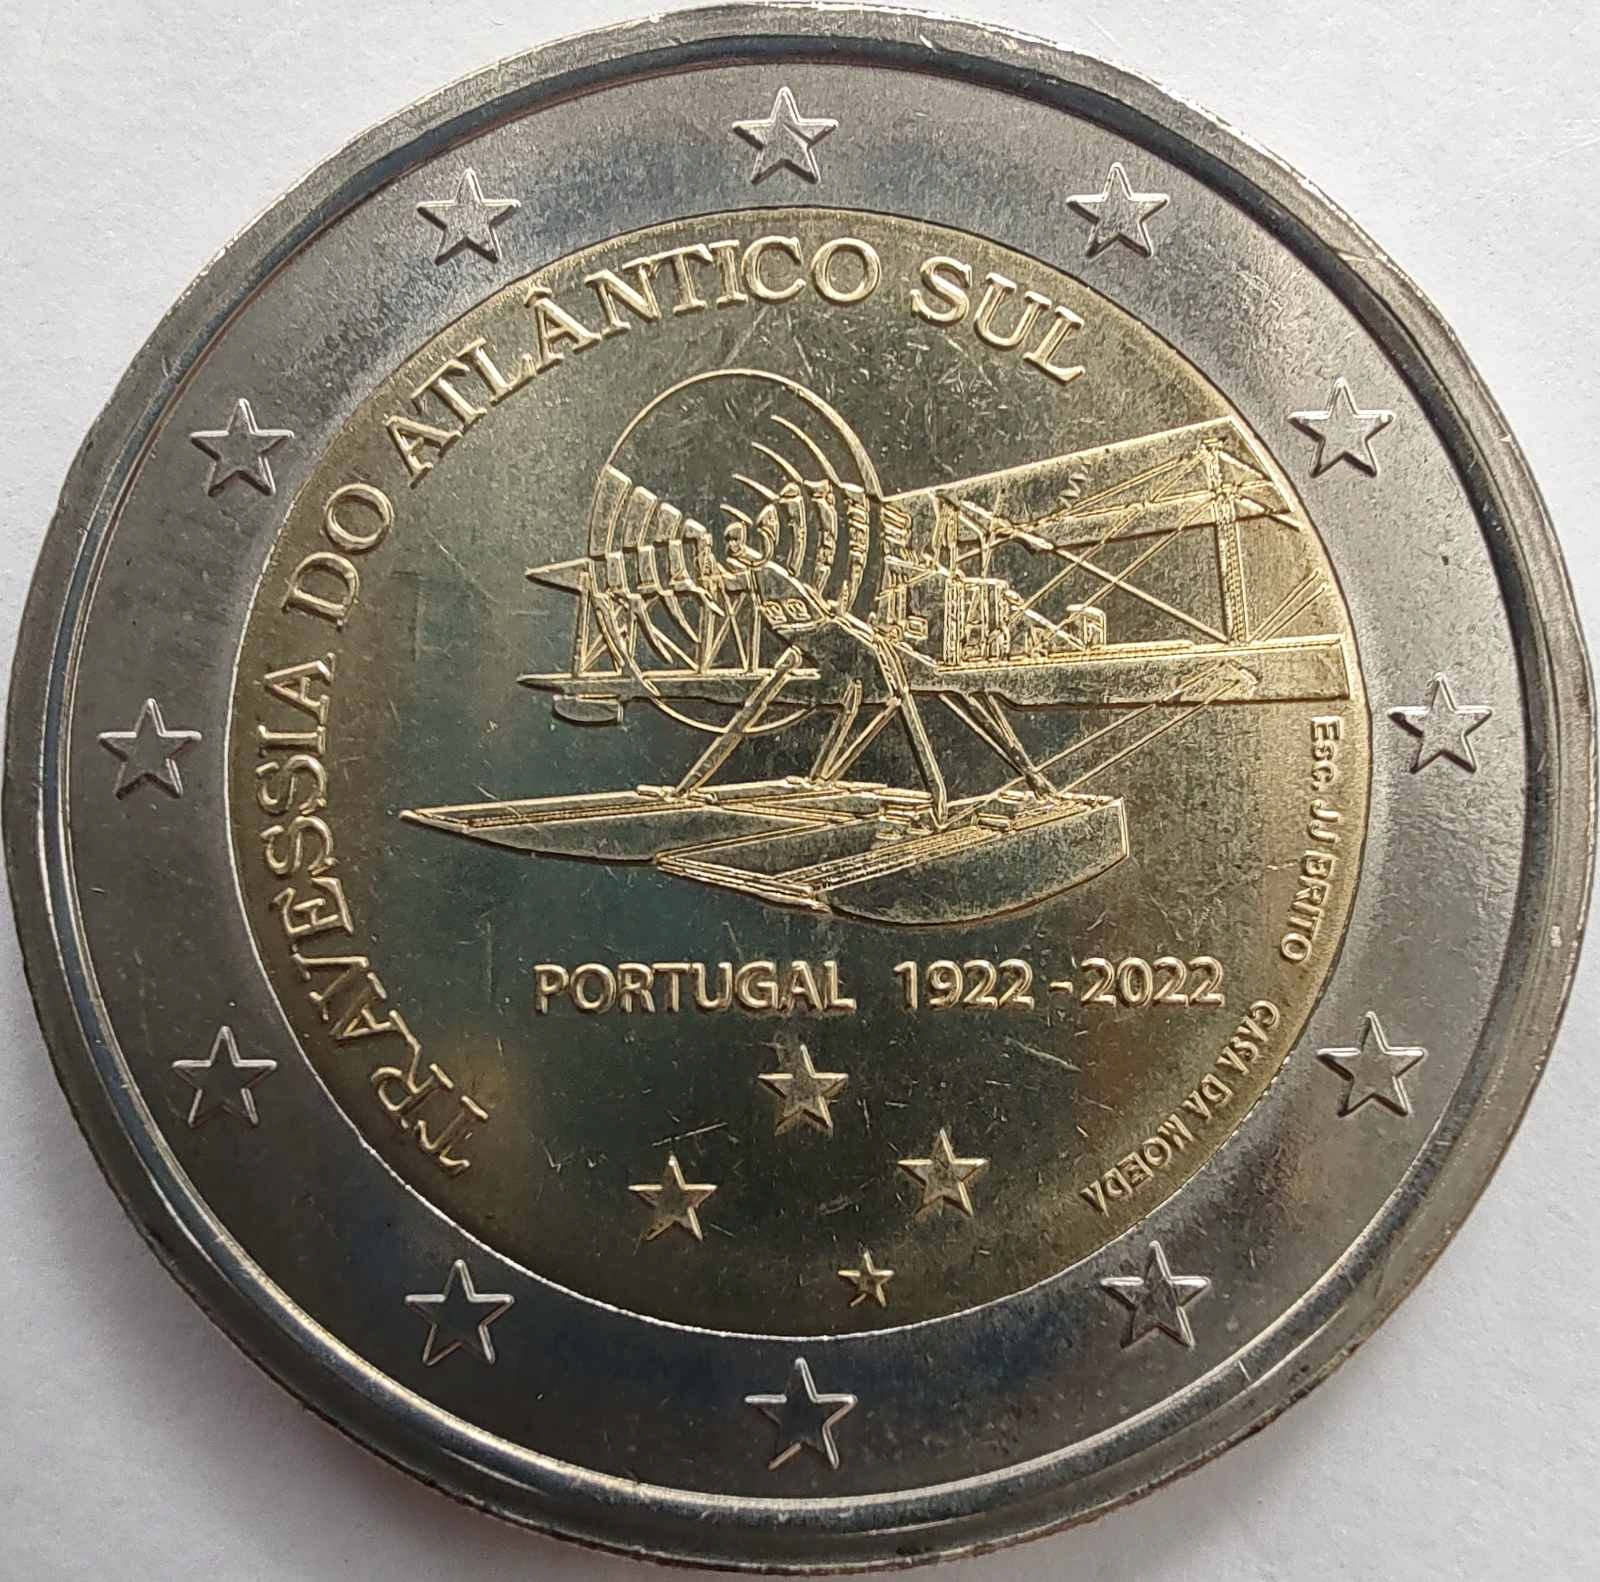 TRAVESSIA DO ATLÂNTICO SUL
PORTUGAL 1922-2022
ESC. JJ BRITO
CASA DA MOEDA